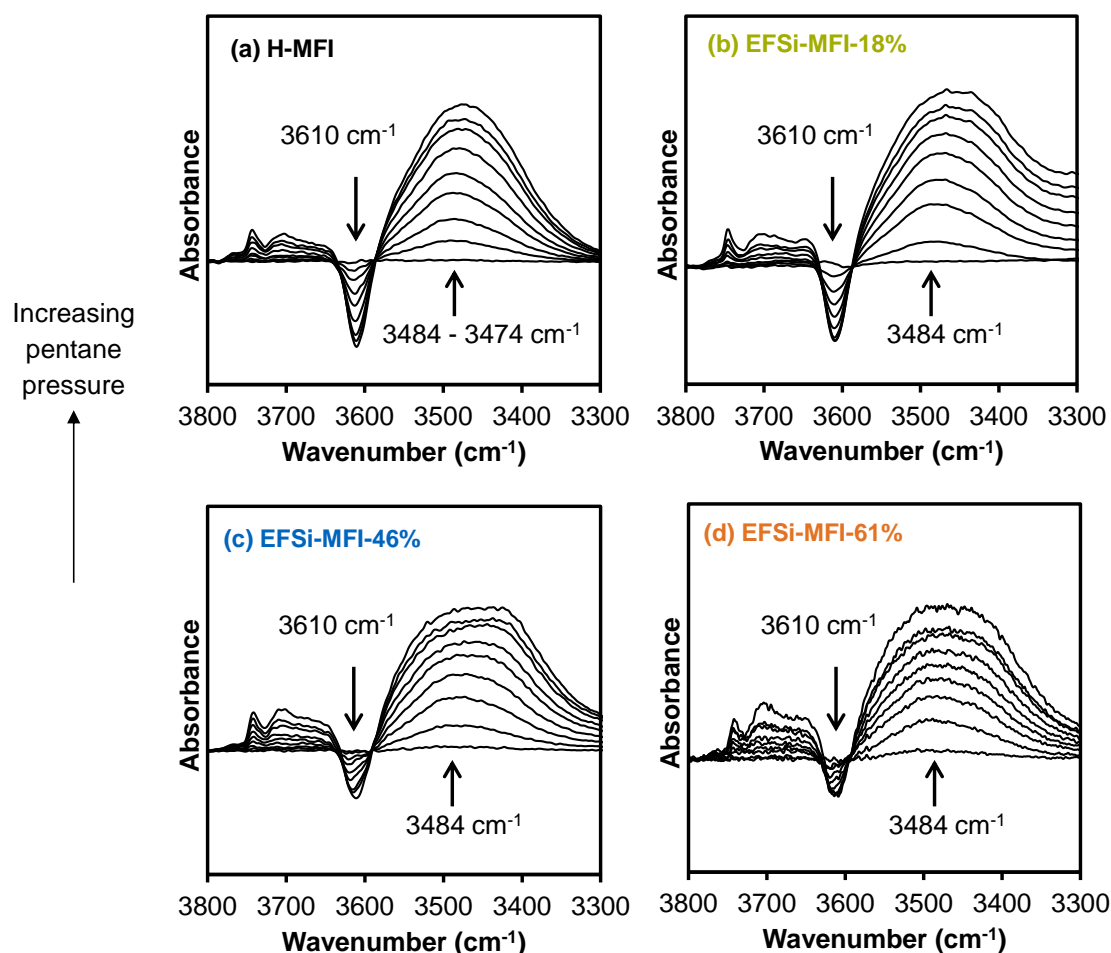 (a) H-MFI
3610 cm-1
3484 - 3474 cm-1
Absorbance
3800 3700 3600 3500 3400 3300
Wavenumber (cm-1)
(b) EFSi-MFI-18%
3610 cm-1
3484 cm-1
Absorbance
3800 3700 3600 3500 3400 3300
Wavenumber (cm-1)
Increasing
pentane
pressure
(c) EFSi-MFI-46%
3610 cm-1
3484 cm-1
Absorbance
3800 3700 3600 3500 3400 3300
Wavenumber (cm-1)
(d) EFSi-MFI-61%
3610 cm-1
3484 cm-1
Absorbance
3800 3700 3600 3500 3400 3300
Wavenumber (cm-1)